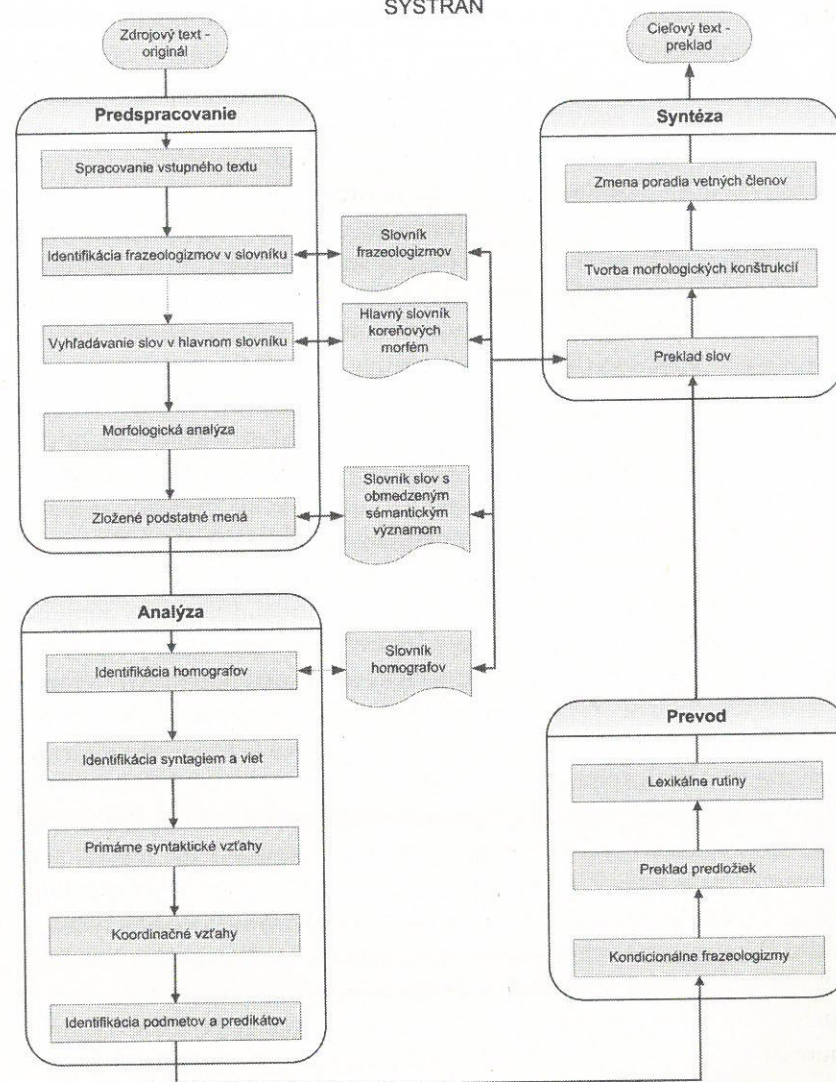 SYSTRAN
Zdrojový text -
originál
Predspracovanie
Spracovanie vstupného textu
Identifikácia frazeologizmov v slovníku
Vyhľadávanie slov v hlavnom slovníku
Morfologická analýza
Zložené podstatné mená
Slovník
frazeologizmov
Hlavný slovník
koreňových
morfém
Slovník slov s
obmedzeným
sémantickým
významom
Analýza
Identifikácia homografov
Slovník
homografov
Identifikácia syntagiem a viet
Primárne syntaktické vzťahy
Koordinačné vzťahy
Identifikácia podmetov a predikátov
Cieľový text -
preklad
Syntéza
Zmena poradia vetných členov
Tvorba morfologických konštrukcií
Preklad slov
Prevod
Lexikálne rutiny
Preklad predložiek
Kondicionálne frazeologizmy